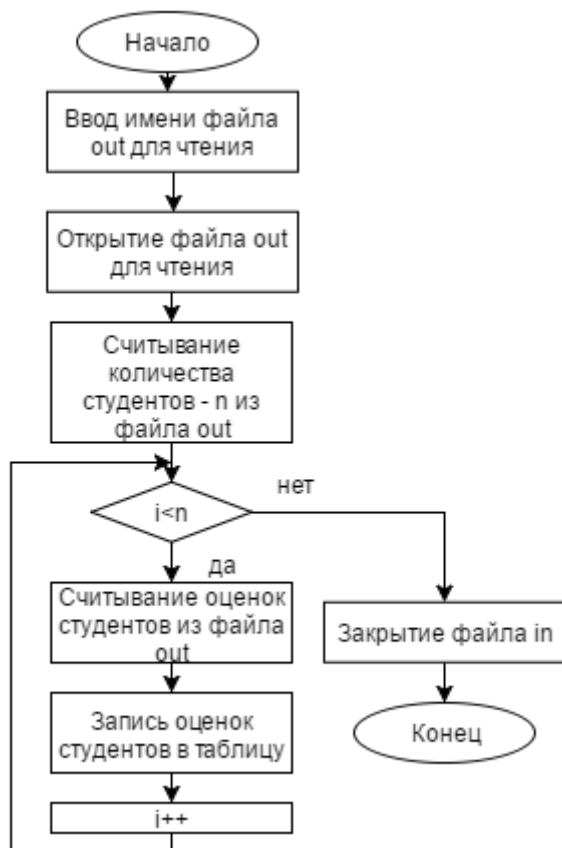 Начало
Ввод имени файла
out для чтения
Открытие файла out
для чтения
Считывание
количества
студентов - n из
файла out
i<n
нет
да
Считывание оценок
студентов из файла
out
Запись оценок
студентов в таблицу
i++
Закрытие файла in
Конец